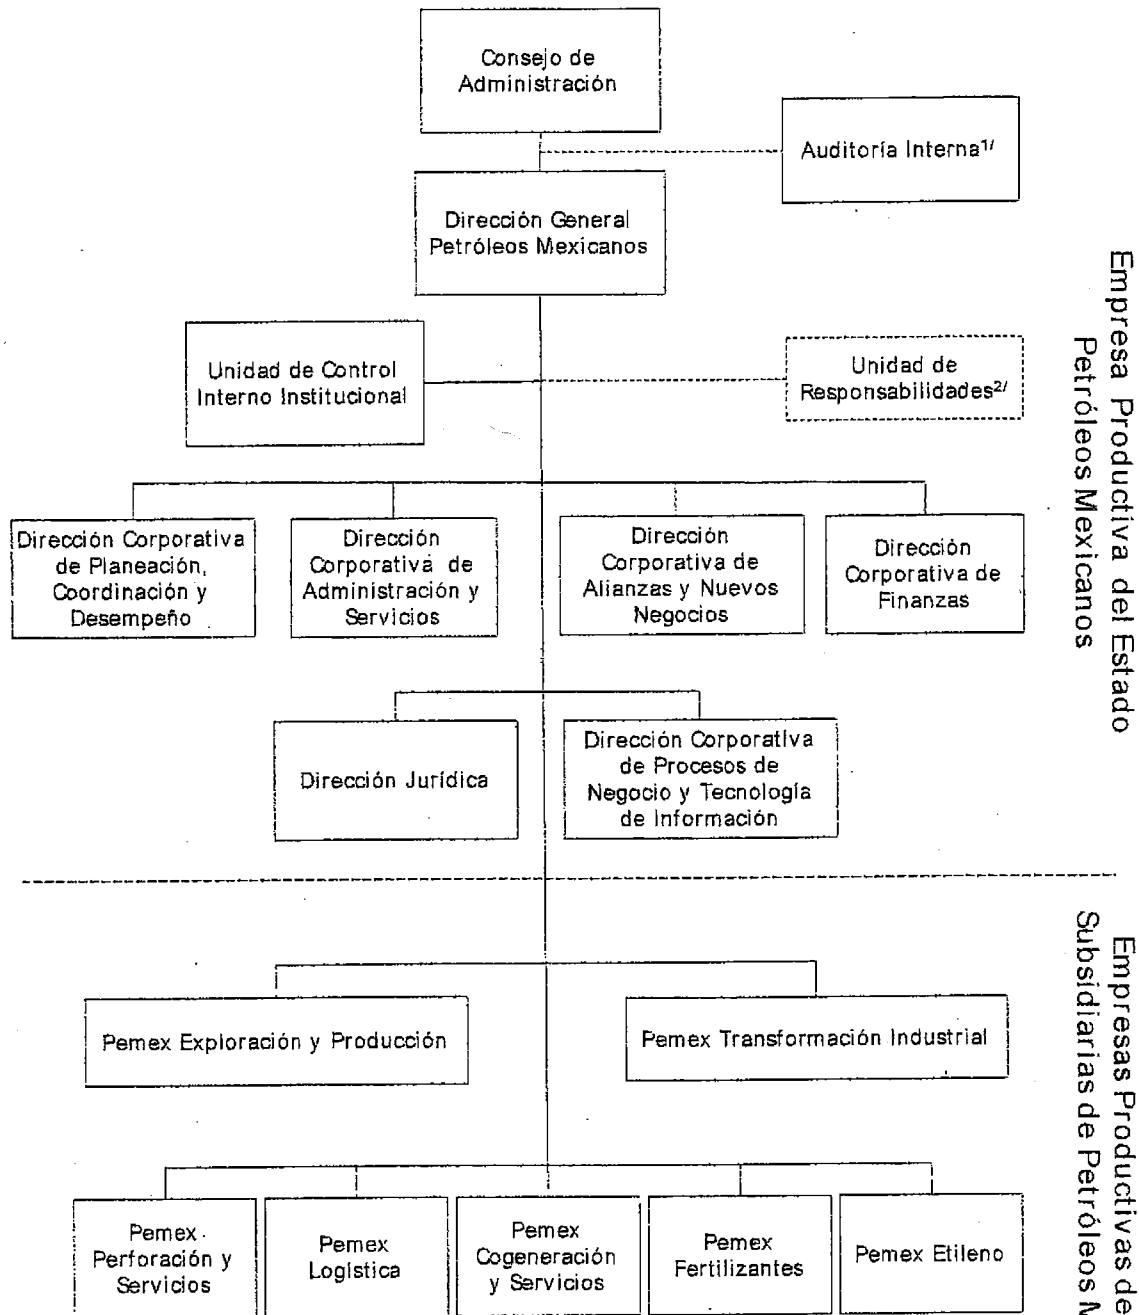 Consejo de
Administración
Auditoría Interna1/
Dirección General
Petróleos Mexicanos
Unidad de Control
Interno Institucional
Unidad de
Responsabilidades2/
Dirección Corporativa
de Planeación,
Coordinación y
Desempeño
Dirección
Corporativa de
Administración y
Servicios
Dirección
Corporativa de
Alianzas y Nuevos
Negocios
Dirección
Corporativa de
Finanzas
Dirección Jurídica
Dirección Corporativa
de Procesos de
Negocio y Tecnología
de Información
Empresa Productiva del Estado
Petróleos Mexicanos
Pemex Exploración y Producción
Pemex Transformación Industrial
Pemex
Perforación y
Servicios
Pemex
Logística
Pemex
Cogeneración
y Servicios
Pemex
Fertilizantes
Pemex Etileno
Empresas Productivas de
Subsidiarias de Petróleos